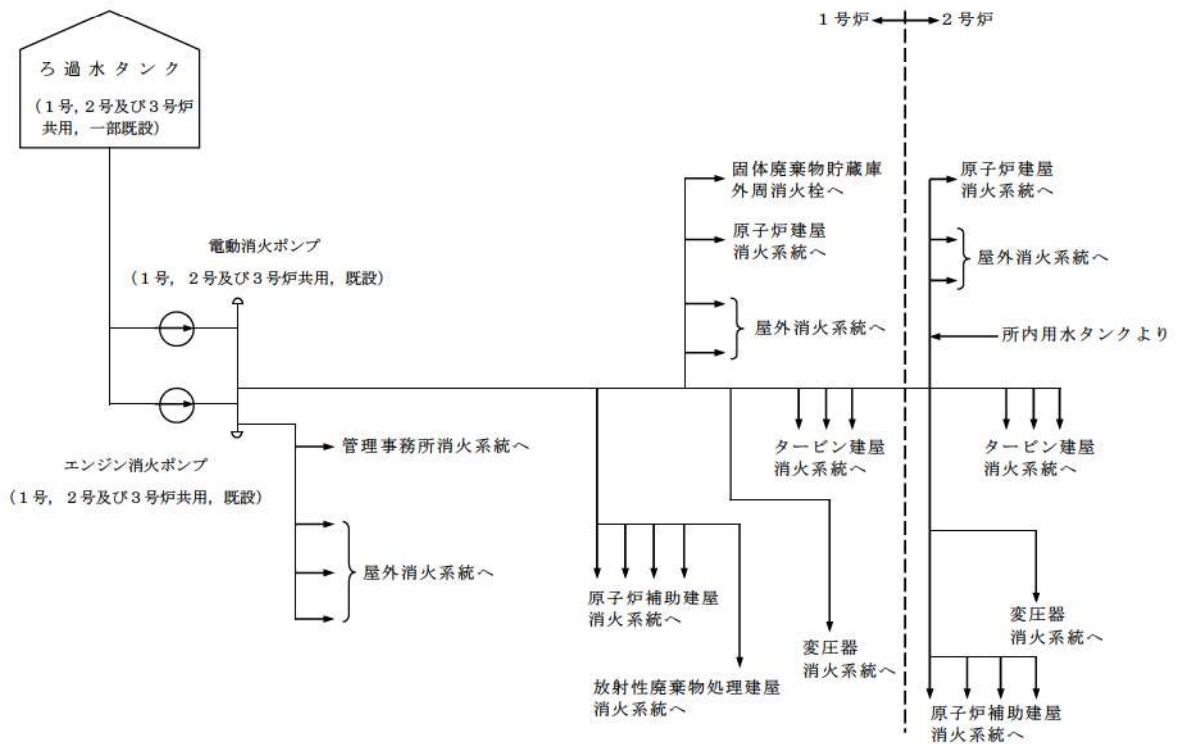 1号炉
2号炉
ろ過水タンク
(1号,2号及び3号炉
共用,一部既設)
電動消火ポンプ
(1号,2号及び3号炉共用,既設)
エンジン消火ポンプ
(1号,2号及び3号炉共用,既設)
管理事務所消火系統へ
屋外消火系統へ
固体廃棄物貯蔵庫
外周消火栓へ
原子炉建屋
消火系統へ
屋外消火系統へ
タービン建屋
消火系統へ
原子炉補助建屋
消火系統へ
放射性廃棄物処理建屋
消火系統へ
変圧器
消火系統へ
原子炉建屋
消火系統へ
屋外消火系統へ
所内用水タンクより
タービン建屋
消火系統へ
変圧器
消火系統へ
原子炉補助建屋
消火系統へ